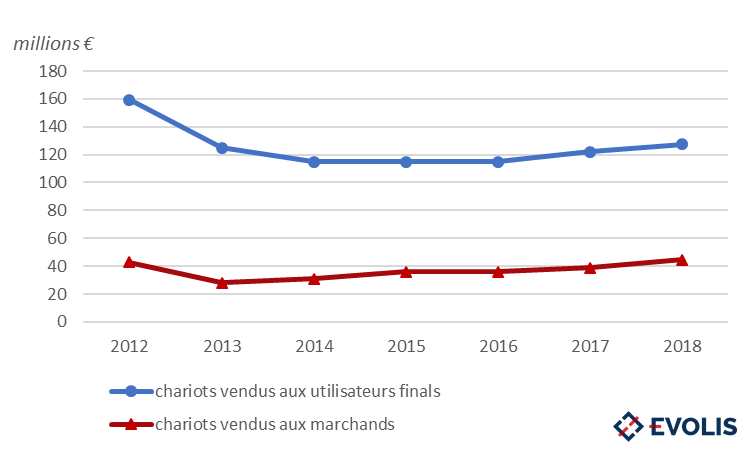 millions €
180
160
140
120
100
80
60
40
20
0
2012 2013 2014 2015 2016 2017 2018
chariots vendus aux utilisateurs finals
chariots vendus aux marchands
EVOLIS